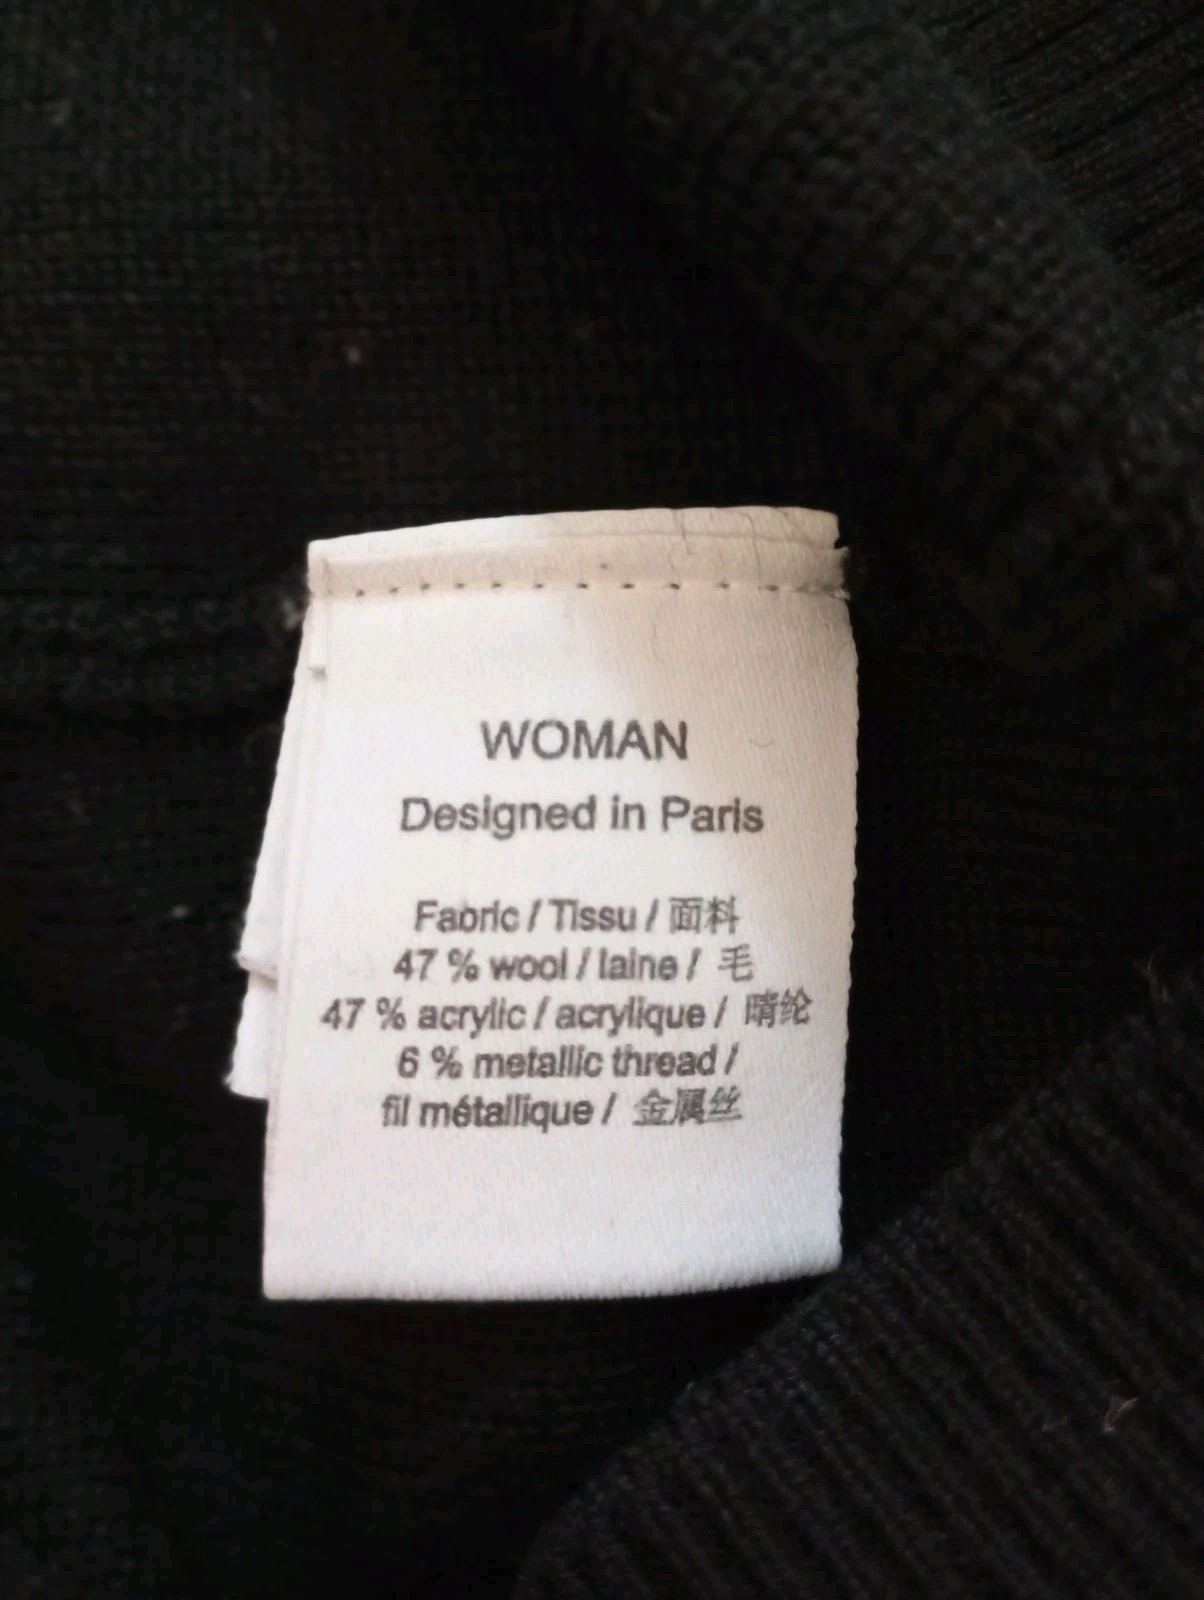 WOMAN
Designed in Paris
Fabric / Tissu / 面料
47 % wool / laine / 毛
47 % acrylic / acrylique / 晴纶
6 % metallic thread /
fil métallique / 金属丝